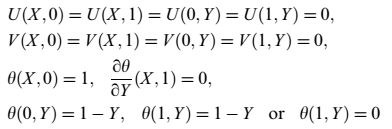 U(X,0) = U(X,1) = U(0,Y) = U(1,Y) = 0,
V(X,0) = V(X,1) = V(0,Y) = V(1,Y) = 0,
θ(X,0) = 1, ∂θ/∂Y (X,1) = 0,
θ(0,Y) = 1 − Y, θ(1,Y) = 1 − Y or θ(1,Y) = 0